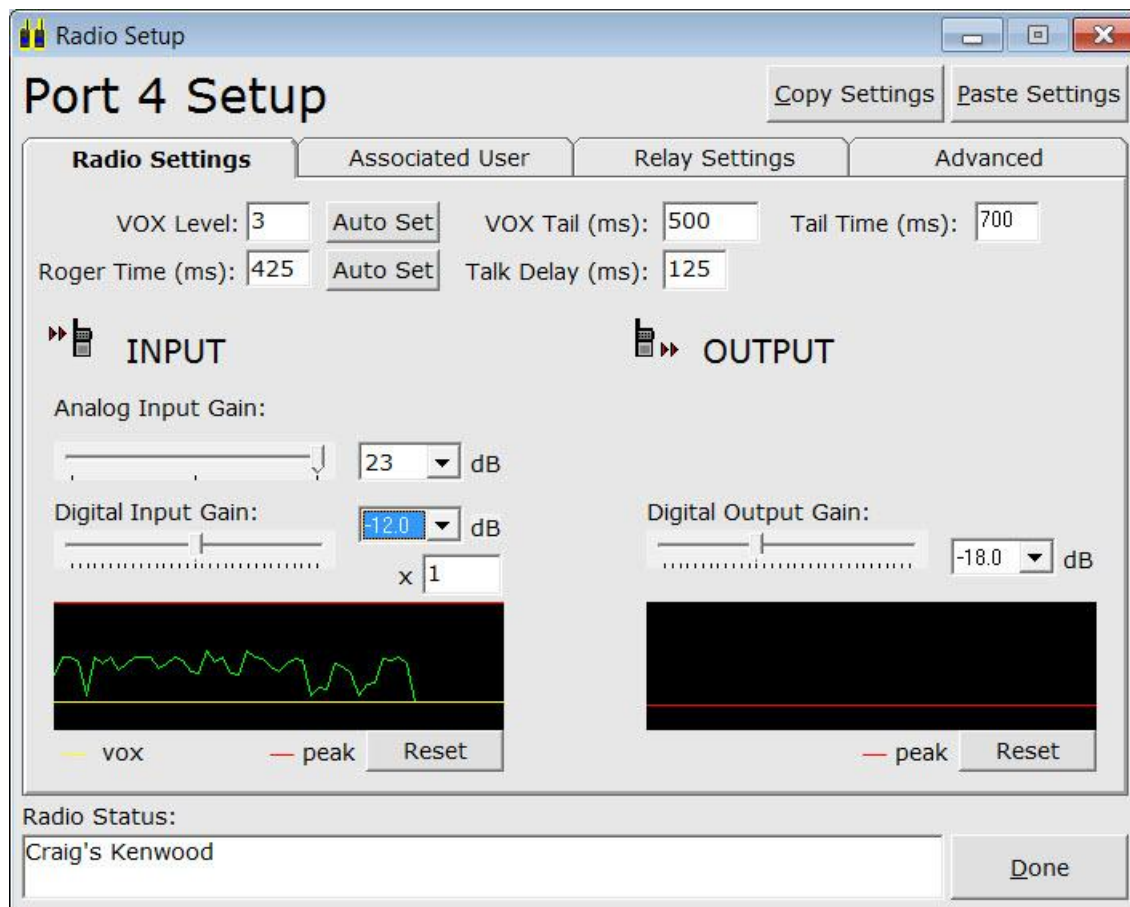 Radio Setup
Port 4 Setup
Copy Settings
Paste Settings
Radio Settings
Associated User
Relay Settings
Advanced
VOX Level: 3
Auto Set
VOX Tail (ms): 500
Tail Time (ms): 700
Roger Time (ms): 425
Auto Set
Talk Delay (ms): 125
INPUT
OUTPUT
Analog Input Gain:
23 dB
Digital Input Gain:
-12.0 dB
x 1
Digital Output Gain:
-18.0 dB
vox
peak
Reset
peak
Reset
Radio Status:
Craig's Kenwood
Done